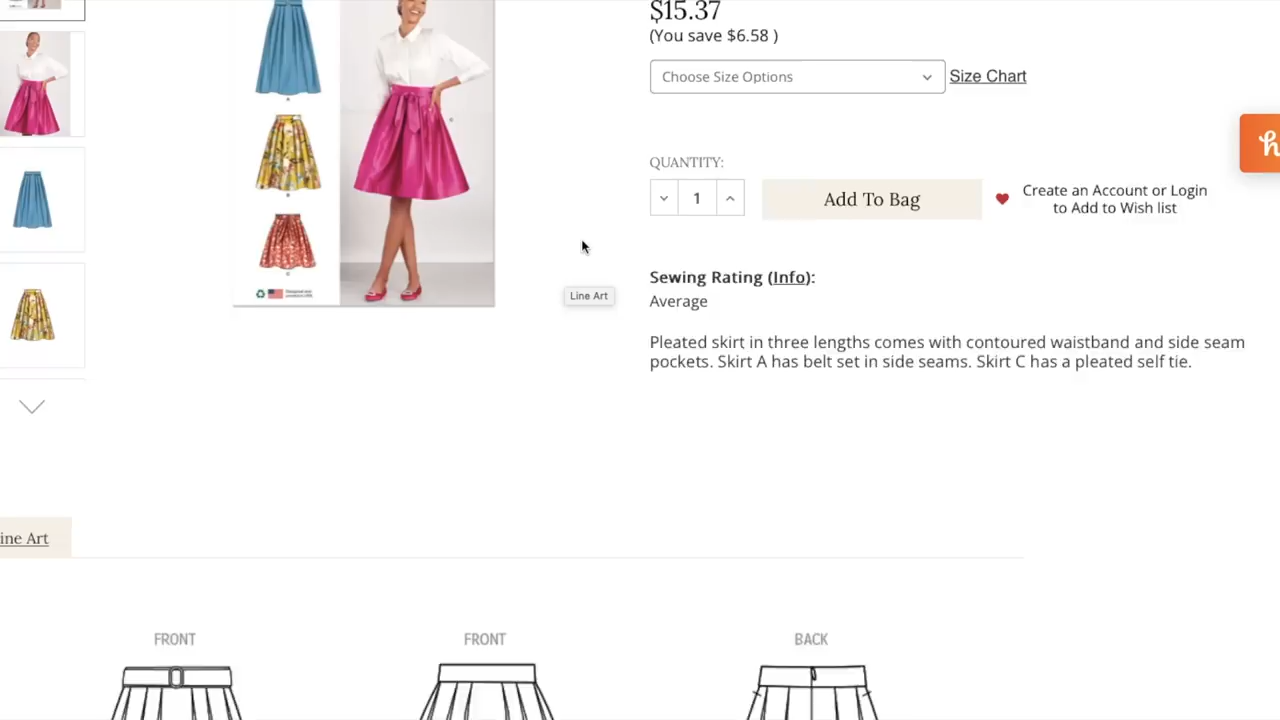 $15.37
(You save $6.58 )
Choose Size Options
Size Chart
QUANTITY:
1
Add To Bag
Create an Account or Login
to Add to Wish list
Sewing Rating (Info):
Average
Line Art
Pleated skirt in three lengths comes with contoured waistband and side seam
pockets. Skirt A has belt set in side seams. Skirt C has a pleated self tie.
ine Art
FRONT
FRONT
BACK